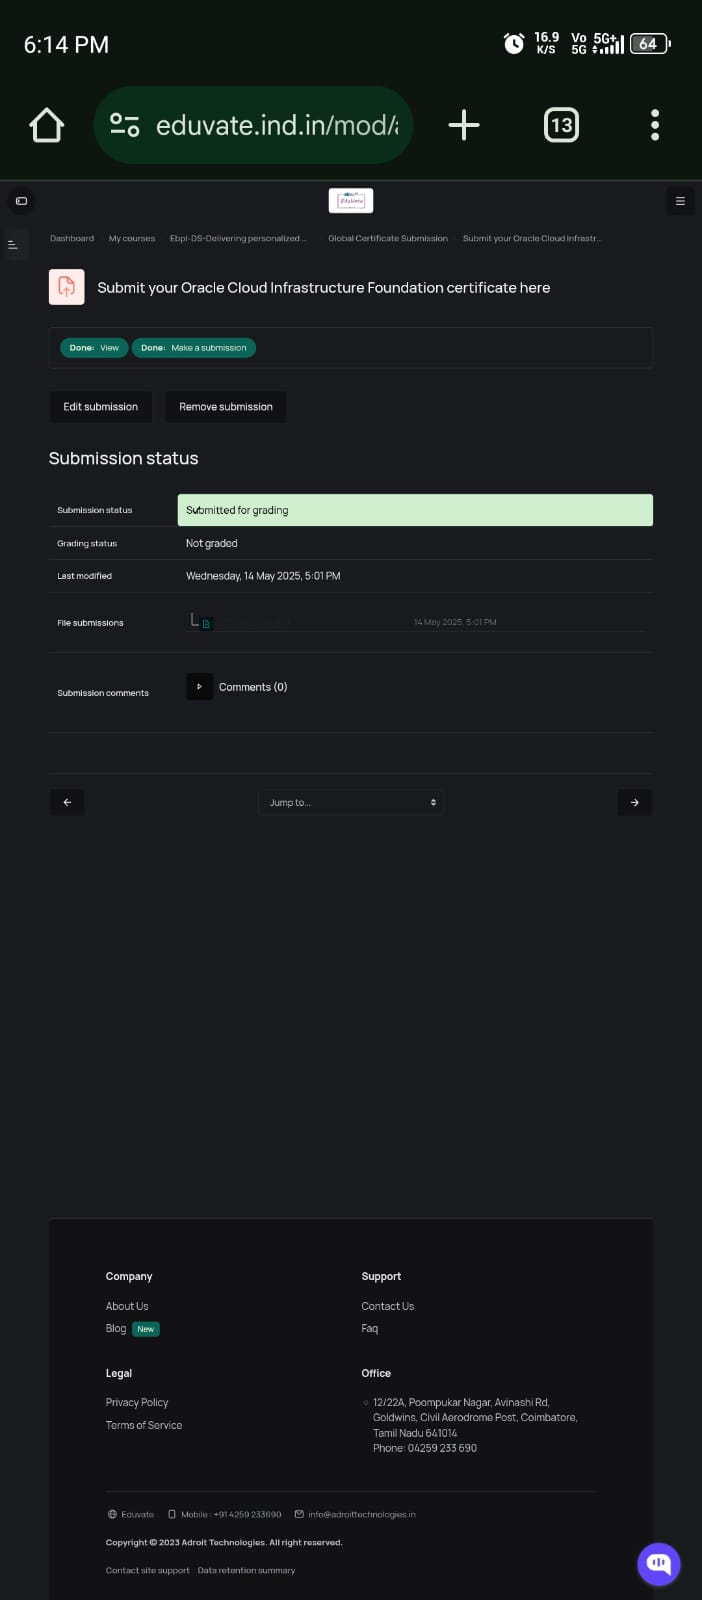 6:14 PM
16.9 K/S Vo 5G 5G+ 64
eduvate.ind.in/mod/
13
Dashboard My courses Ebpl-DS-Delivering personalized ... Global Certificate Submission Submit your Oracle Cloud Infrastr...
Submit your Oracle Cloud Infrastructure Foundation certificate here
Done: View Done: Make a submission
Edit submission Remove submission
Submission status
Submission status Submitted for grading
Grading status Not graded
Last modified Wednesday, 14 May 2025, 5:01 PM
File submissions 14 May 2025, 5:01 PM
Submission comments Comments (0)
Jump to...
Company
About Us
Blog New
Support
Contact Us
Faq
Legal
Privacy Policy
Terms of Service
Office
12/22A, Poompukar Nagar, Avinashi Rd,
Goldwins, Civil Aerodrome Post, Coimbatore,
Tamil Nadu 641014
Phone: 04259 233 690
Eduvate Mobile : +91 4259 233690 info@adroittechnologies.in
Copyright © 2023 Adroit Technologies. All right reserved.
Contact site support Data retention summary